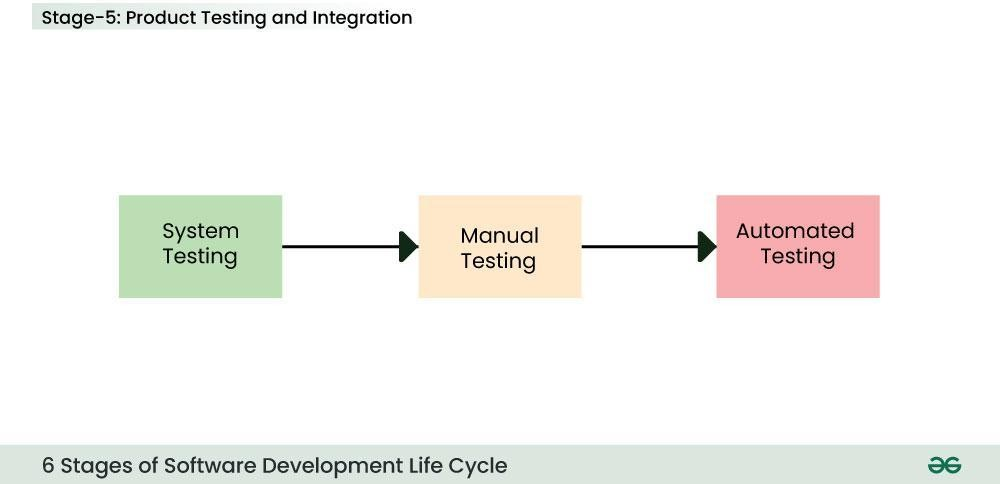 Stage-5: Product Testing and Integration
System
Testing
Manual
Testing
Automated
Testing
6 Stages of Software Development Life Cycle